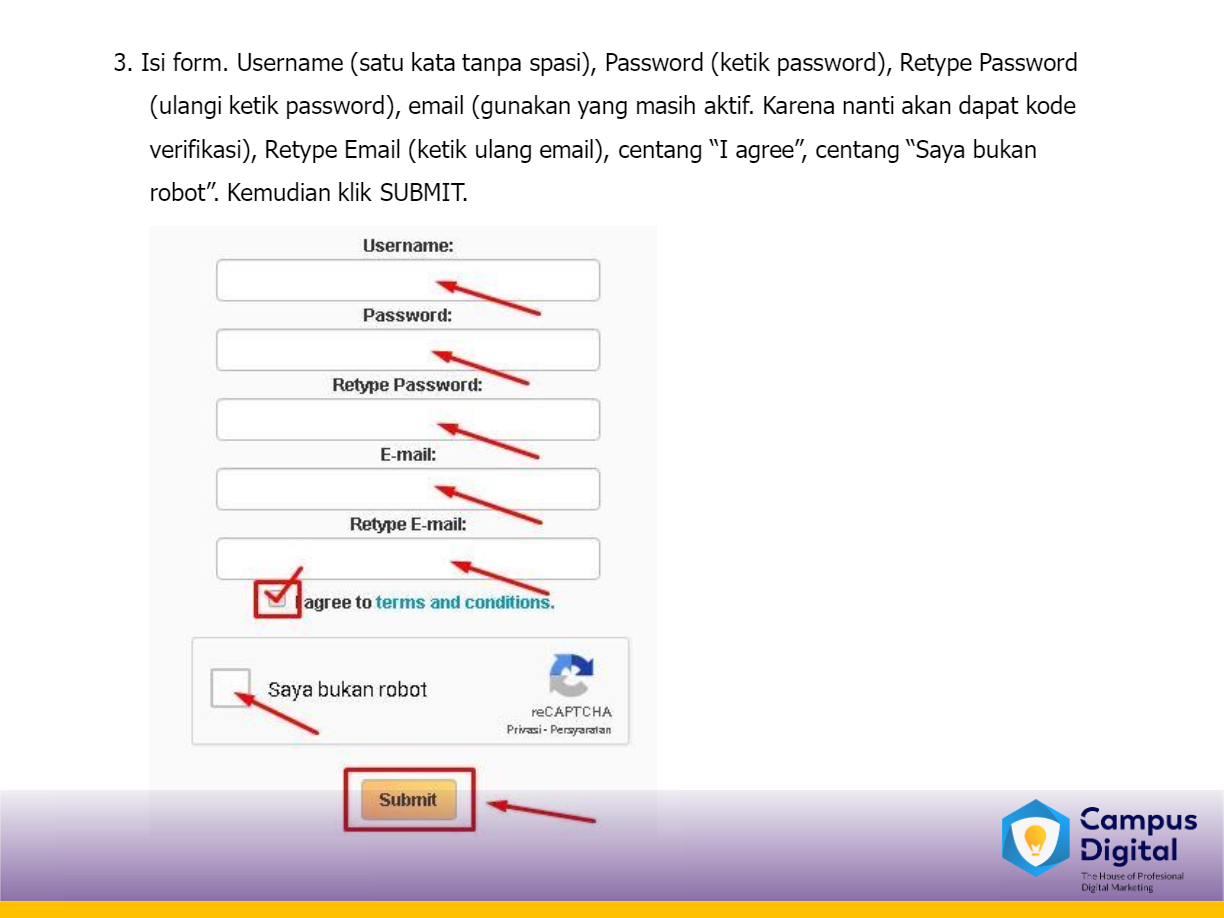 3. Isi form. Username (satu kata tanpa spasi), Password (ketik password), Retype Password
(ulangi ketik password), email (gunakan yang masih aktif. Karena nanti akan dapat kode
verifikasi), Retype Email (ketik ulang email), centang “I agree”, centang “Saya bukan
robot”. Kemudian klik SUBMIT.
Username:
Password:
Retype Password:
E-mail:
Retype E-mail:
I agree to terms and conditions.
Saya bukan robot
reCAPTCHA
Privasi - Persyaratan
Submit
Campus
Digital
The House of Profesional
Digital Marketing